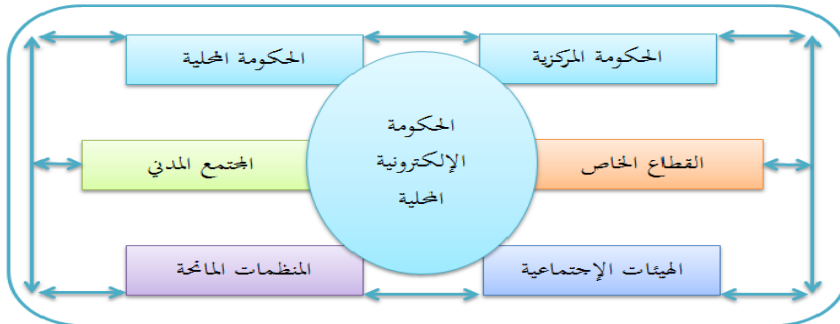 الحكومة المركزية
الحكومة المحلية
الحكومة
الإلكترونية
المحلية
القطاع الخاص
المجتمع المدني
الهيئات الإجتماعية
المنظمات المانحة